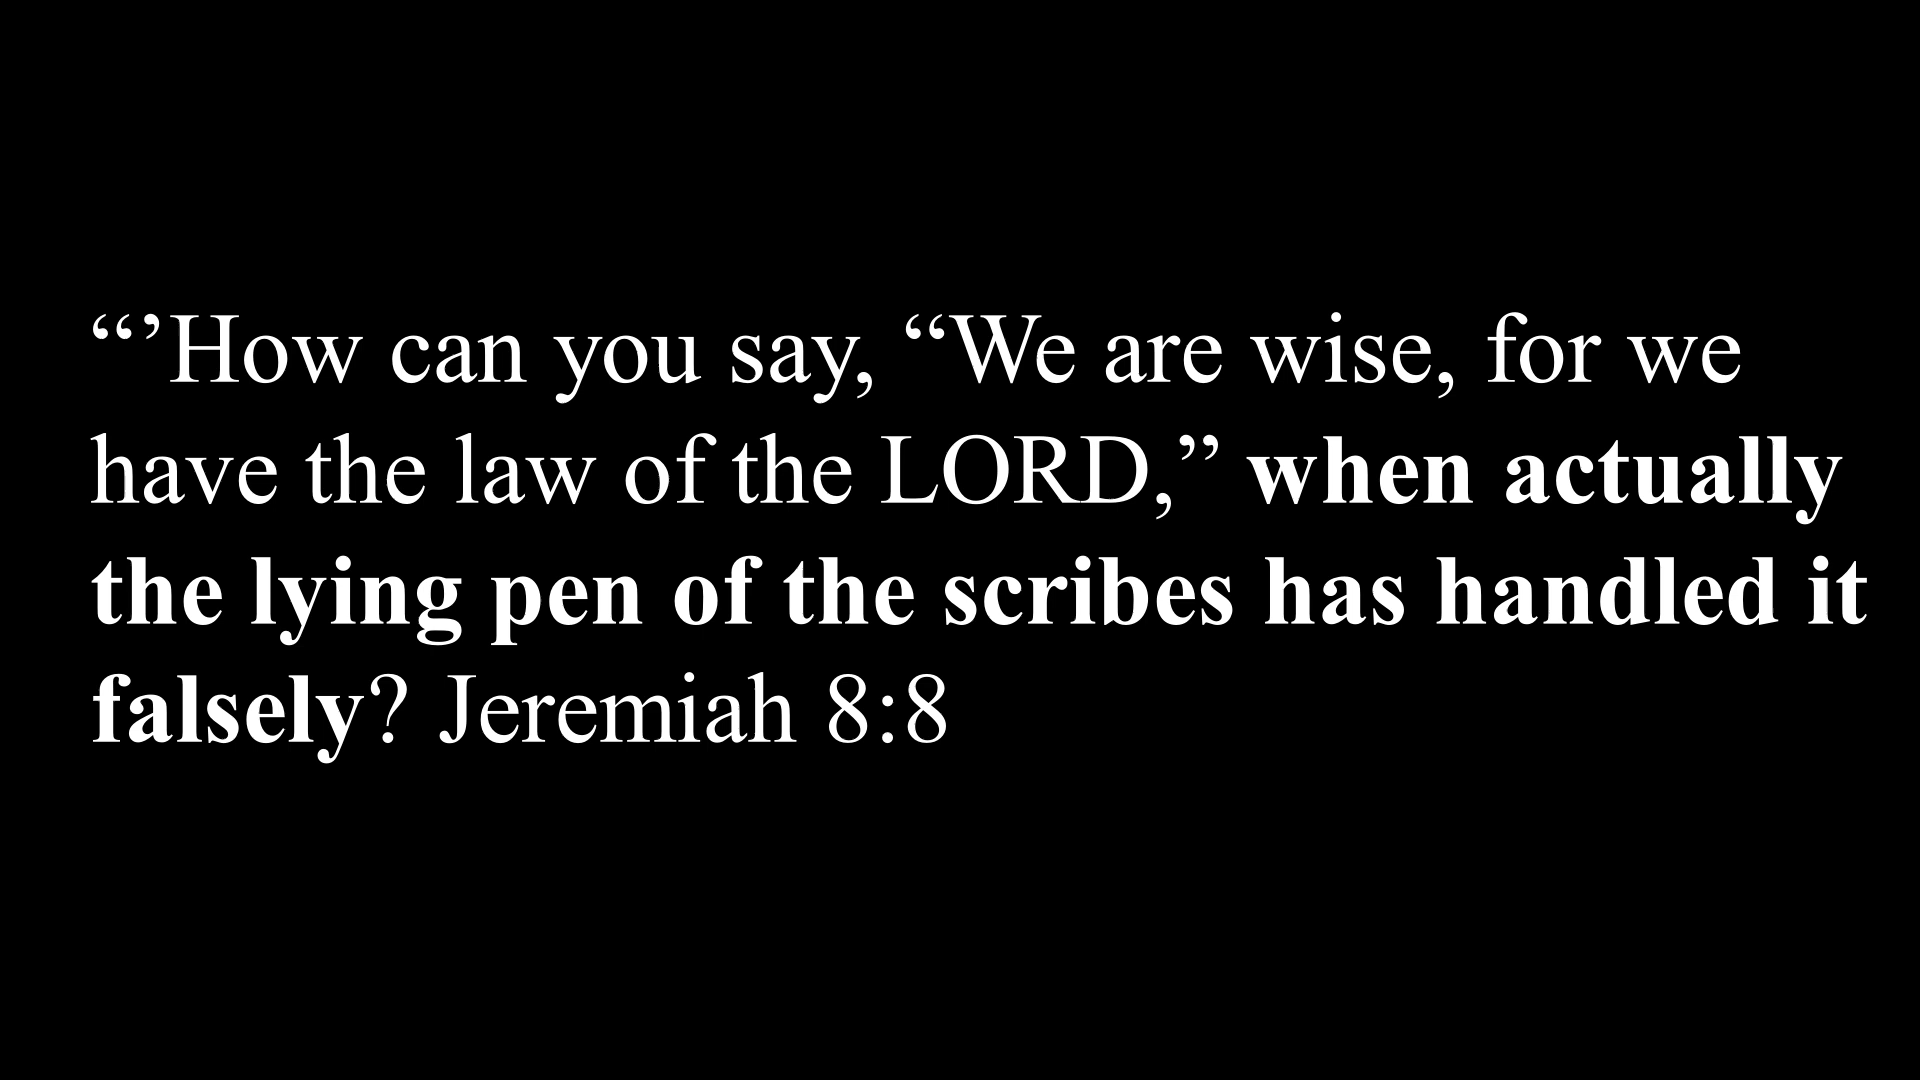 “’How can you say, “We are wise, for we
have the law of the LORD,” when actually
the lying pen of the scribes has handled it
falsely? Jeremiah 8:8